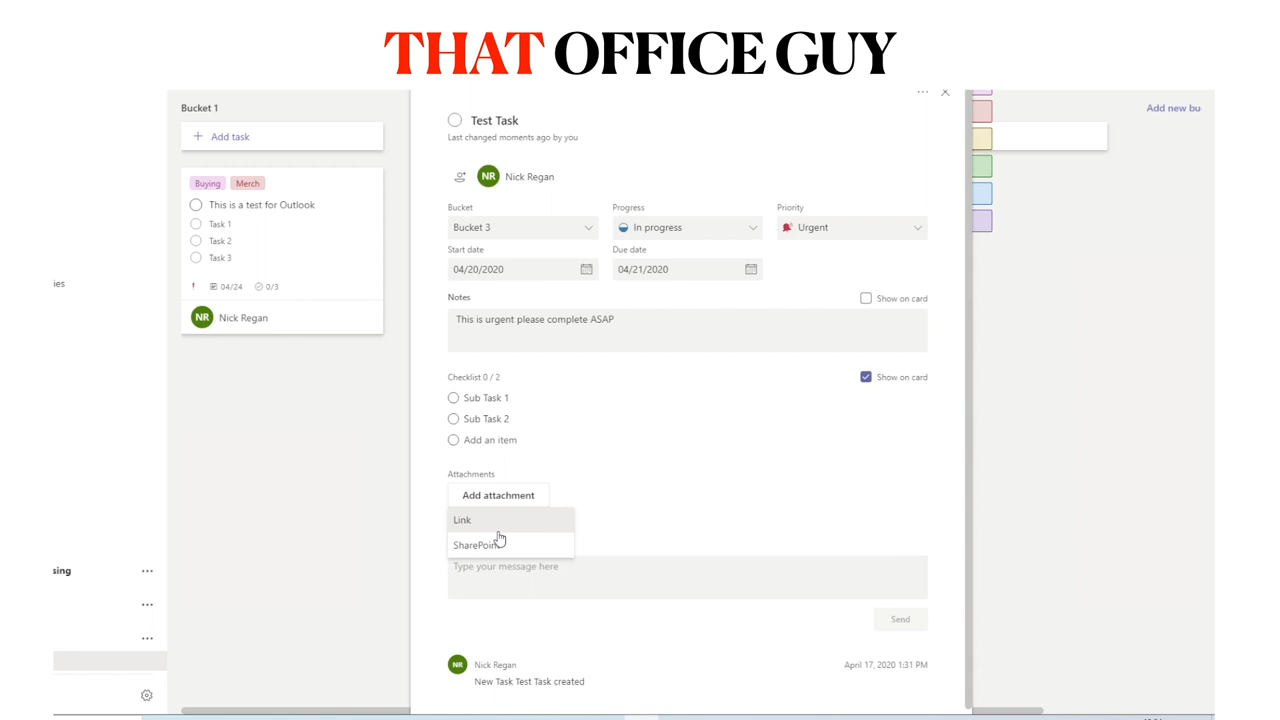 THAT OFFICE GUY
Bucket 1
Add new bu
+ Add task
Buying Merch
This is a test for Outlook
Task 1
Task 2
Task 3
04/24 0/3
NR Nick Regan
ies
sing
Test Task
Last changed moments ago by you
NR Nick Regan
Bucket Progress Priority
Bucket 3 In progress Urgent
Start date Due date
04/20/2020 04/21/2020
Notes Show on card
This is urgent please complete ASAP
Checklist 0 / 2 Show on card
Sub Task 1
Sub Task 2
Add an item
Attachments
Add attachment
Link
SharePoint
Type your message here
Send
NR Nick Regan April 17, 2020 1:31 PM
New Task Test Task created